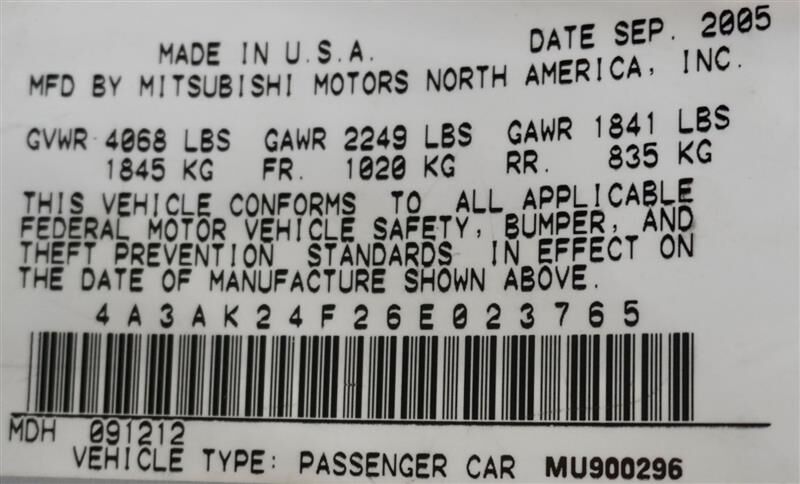 DATE SEP. 2005
MADE IN U.S.A.
MFD BY MITSUBISHI MOTORS NORTH AMERICA, INC.
GVWR 4068 LBS GAWR 2249 LBS GAWR 1841 LBS
1845 KG FR. 1020 KG RR. 835 KG
THIS VEHICLE CONFORMS TO ALL APPLICABLE
FEDERAL MOTOR VEHICLE SAFETY, BUMPER, AND
THEFT PREVENTION STANDARDS IN EFFECT ON
THE DATE OF MANUFACTURE SHOWN ABOVE.
4A3AK24F26E023765
MDH 091212
VEHICLE TYPE: PASSENGER CAR MU900296